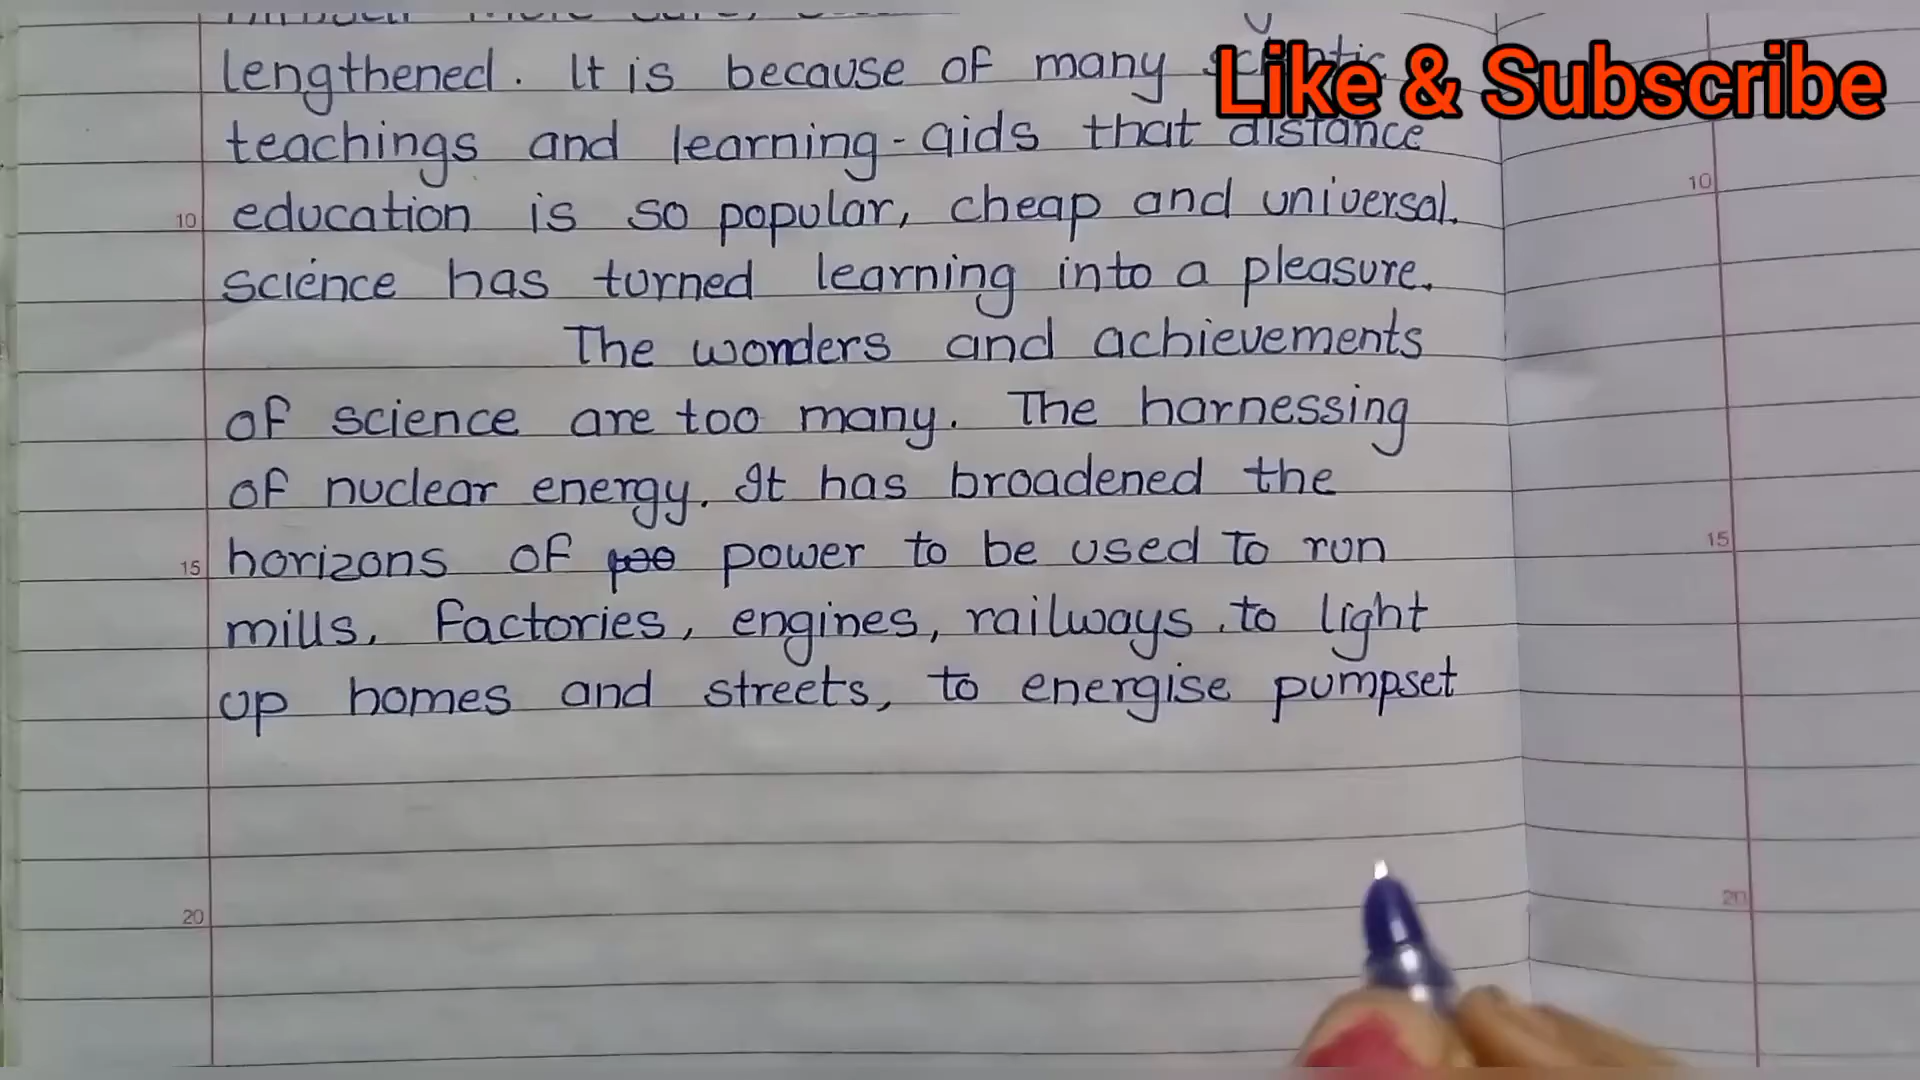 lengthened. It is because of many
Like & Subscribe
teachings and learning-aids that distance
education is so popular, cheap and universal.
science has turned learning into a pleasure.
The wonders and achievements
of science are too many. The harnessing
of nuclear energy. It has broadened the
horizons of power to be used to run
mills, factories, engines, railways, to light
up homes and streets, to energise pumpset
10
15
20
10
15
20